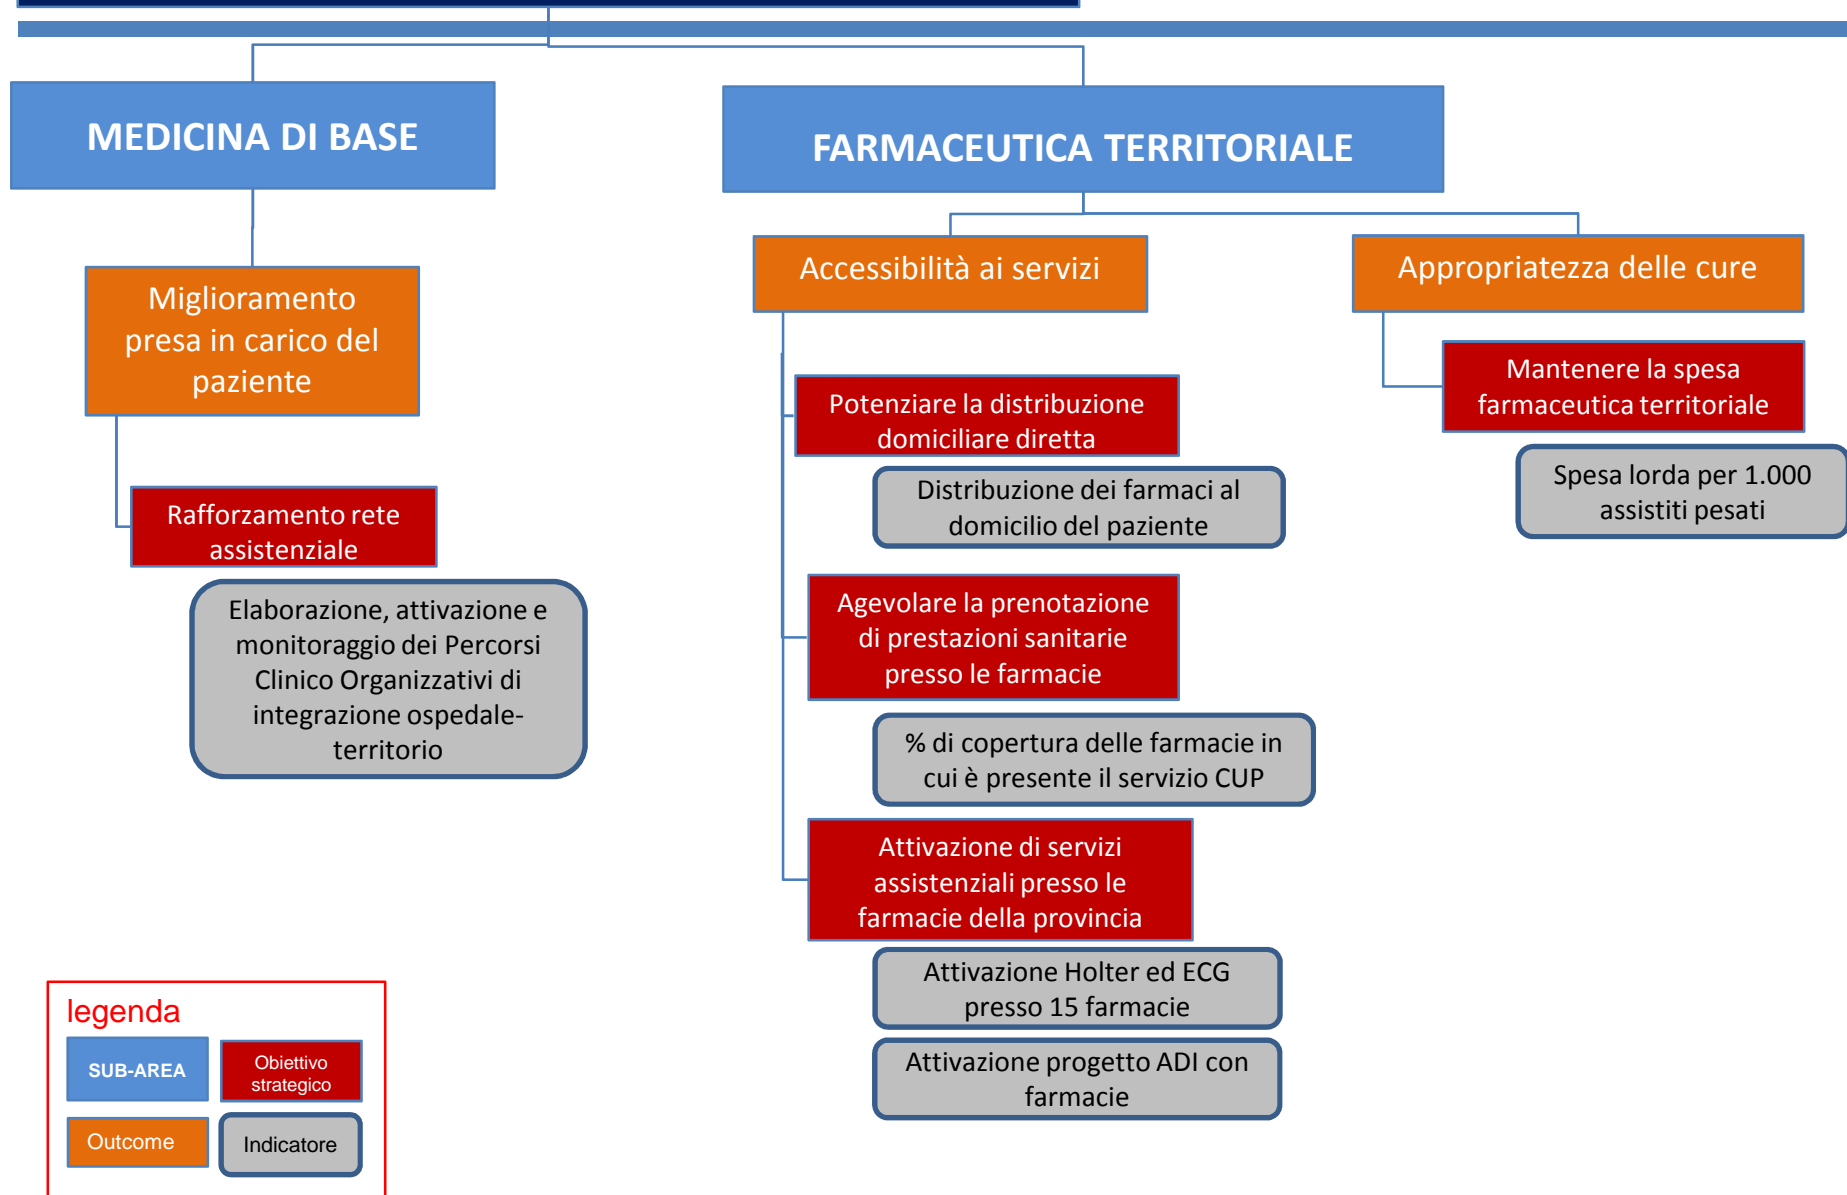 MEDICINA DI BASE
FARMACEUTICA TERRITORIALE
Miglioramento
presa in carico del
paziente
Rafforzamento rete
assistenziale
Elaborazione, attivazione e
monitoraggio dei Percorsi
Clinico Organizzativi di
integrazione ospedale-
territorio
Accessibilità ai servizi
Potenziare la distribuzione
domiciliare diretta
Distribuzione dei farmaci al
domicilio del paziente
Agevolare la prenotazione
di prestazioni sanitarie
presso le farmacie
% di copertura delle farmacie in
cui è presente il servizio CUP
Attivazione di servizi
assistenziali presso le
farmacie della provincia
Attivazione Holter ed ECG
presso 15 farmacie
Attivazione progetto ADI con
farmacie
Appropriatezza delle cure
Mantenere la spesa
farmaceutica territoriale
Spesa lorda per 1.000
assistiti pesati
legenda
SUB-AREA
Obiettivo
strategico
Outcome
Indicatore